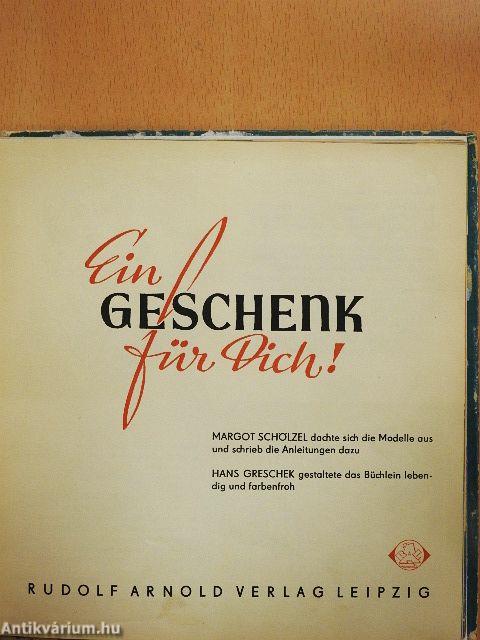 Ein
GESCHENK
für Dich!
MARGOT SCHÖLZEL dachte sich die Modelle aus
und schrieb die Anleitungen dazu
HANS GRESCHEK gestaltete das Büchlein leben-
dig und farbenfroh
RUDOLF ARNOLD VERLAG LEIPZIG
Antikvárium.hu